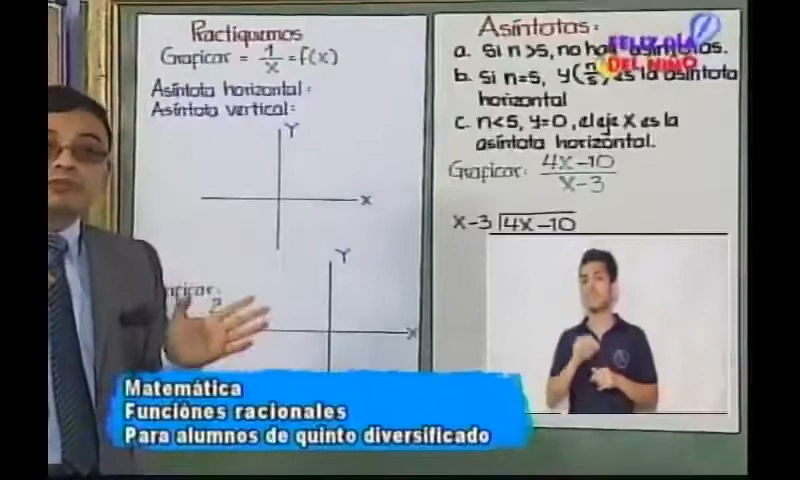 Practiquemos
Graficar = 1/x = f(x)
Asíntota horizontal:
Asíntota vertical:
Y
X
Y
X
2
Asíntotas:
a. Si n > 5, no hay asíntotas.
b. Si n=5, y(n/5) es la asíntota
horizontal
c. n<5, y=0, el eje X es la
asíntota horizontal.
Graficar: 4X-10/X-3
X-3 4X-10
FELIZ DÍA
DEL NIÑO
Matemática
Funciónes racionales
Para alumnos de quinto diversificado